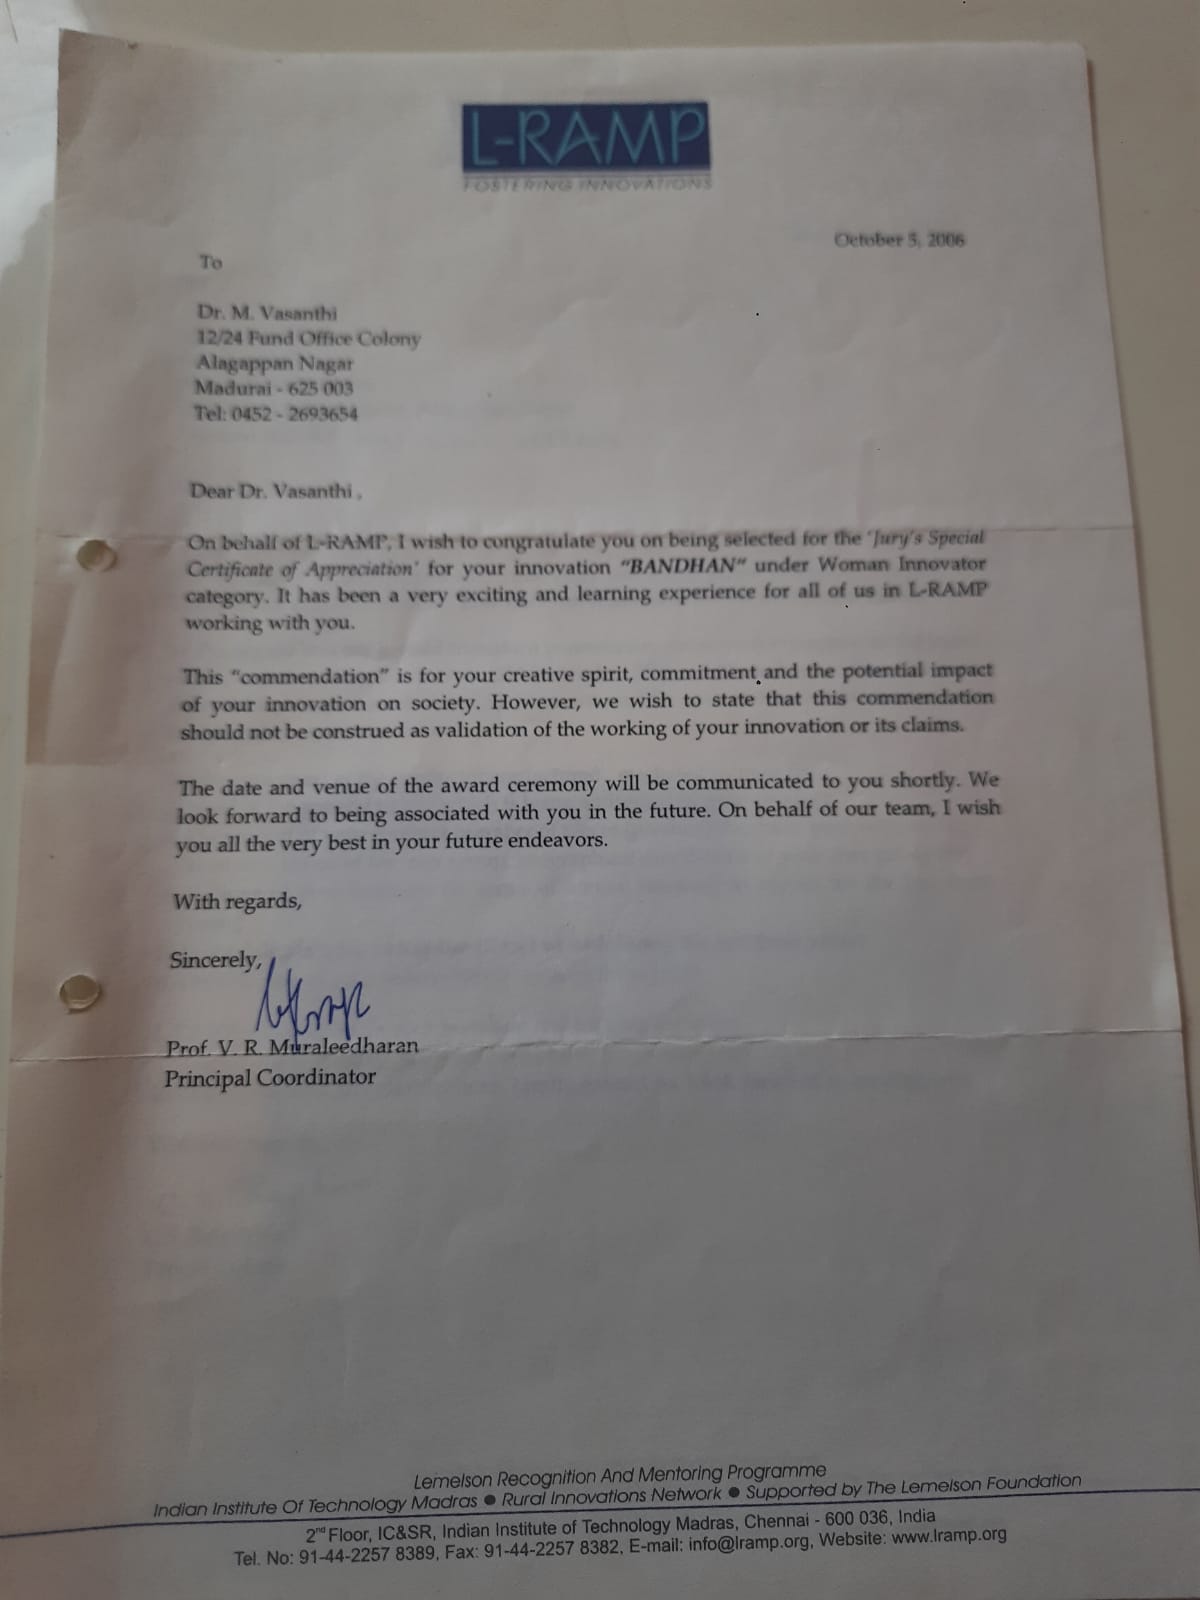 L-RAMP
FOSTERING INNOVATIONS
October 5, 2006
To
Dr. M. Vasanthi
12/24 Fund Office Colony
Alagappan Nagar
Madurai - 625 003
Tel: 0452 - 2693654
Dear Dr. Vasanthi ,
On behalf of L-RAMP, I wish to congratulate you on being selected for the 'Jury's Special
Certificate of Appreciation' for your innovation "BANDHAN" under Woman Innovator
category. It has been a very exciting and learning experience for all of us in L-RAMP
working with you.
This "commendation" is for your creative spirit, commitment and the potential impact
of your innovation on society. However, we wish to state that this commendation
should not be construed as validation of the working of your innovation or its claims.
The date and venue of the award ceremony will be communicated to you shortly. We
look forward to being associated with you in the future. On behalf of our team, I wish
you all the very best in your future endeavors.
With regards,
Sincerely,
Prof. V. R. Muraleedharan
Principal Coordinator
Lemelson Recognition And Mentoring Programme
Indian Institute Of Technology Madras ● Rural Innovations Network ● Supported by The Lemelson Foundation
2nd Floor, IC&SR, Indian Institute of Technology Madras, Chennai - 600 036, India
Tel. No: 91-44-2257 8389, Fax: 91-44-2257 8382, E-mail: info@lramp.org, Website: www.lramp.org